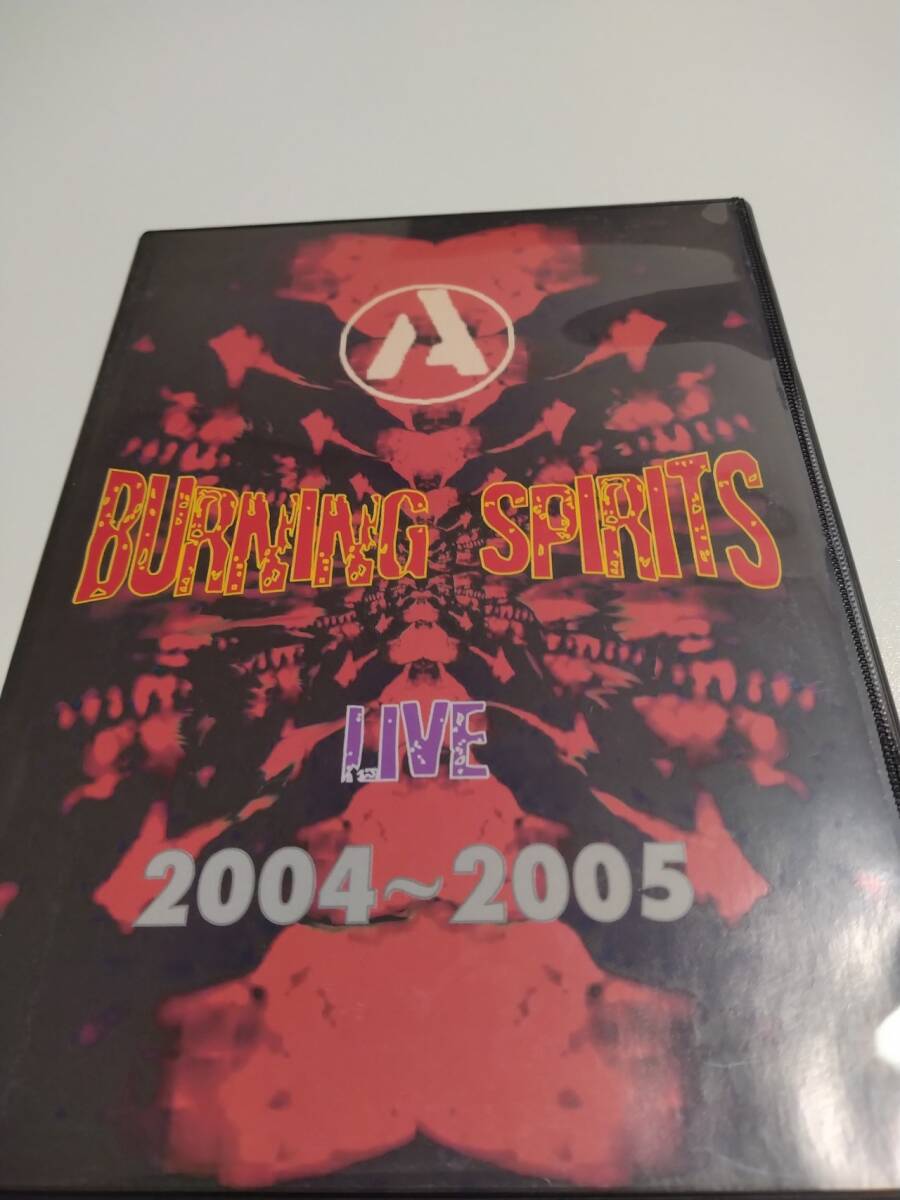 A
BURNING SPIRITS
LIVE
2004~2005